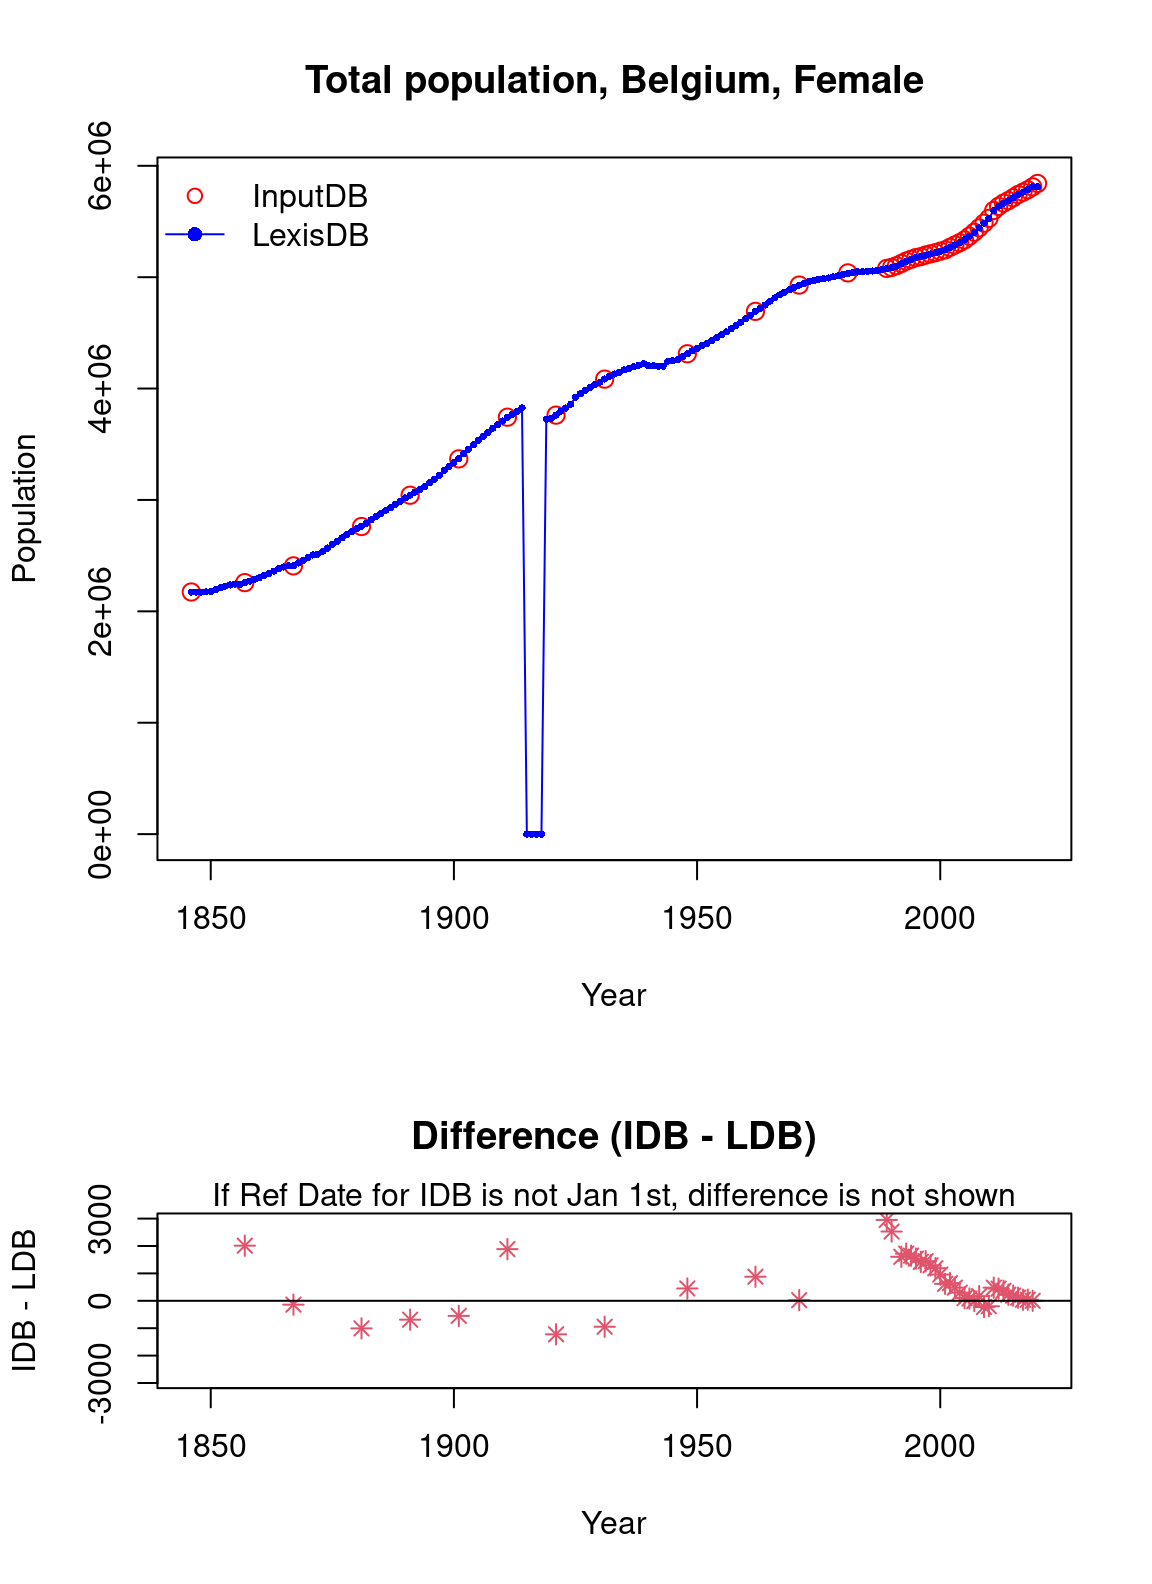 Total population, Belgium, Female
Population
6e+06
4e+06
2e+06
0e+00
InputDB
LexisDB
1850 1900 1950 2000
Year
Difference (IDB - LDB)
If Ref Date for IDB is not Jan 1st, difference is not shown
IDB - LDB
3000
0
-3000
1850 1900 1950 2000
Year